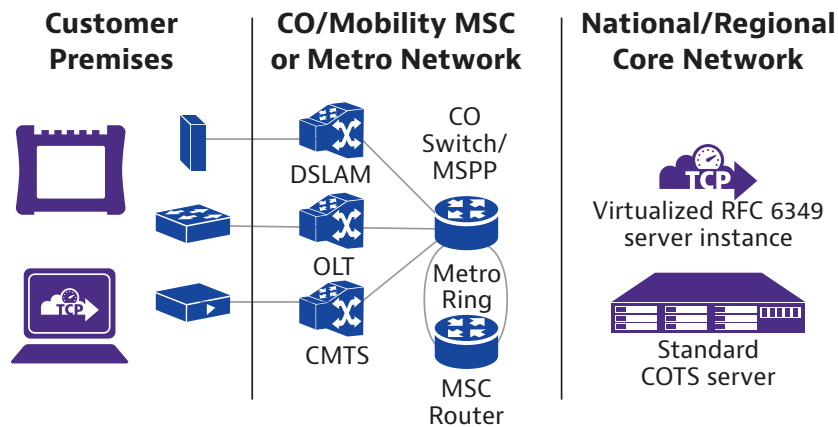 Customer
Premises
CO/Mobility MSC
or Metro Network
National/Regional
Core Network
CO
Switch/
MSPP
DSLAM
TCP
Virtualized RFC 6349
server instance
OLT
Metro
Ring
TCP
CMTS
Standard
COTS server
MSC
Router